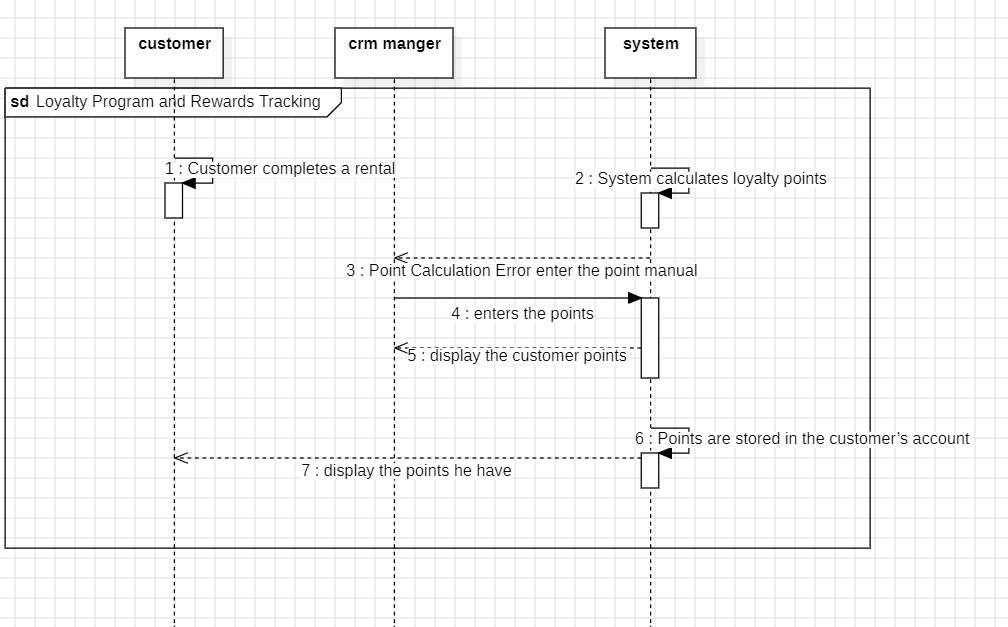 customer
crm manger
system
sd Loyalty Program and Rewards Tracking
1 : Customer completes a rental
2 : System calculates loyalty points
3 : Point Calculation Error enter the point manual
4 : enters the points
5 : display the customer points
6 : Points are stored in the customer’s account
7 : display the points he have